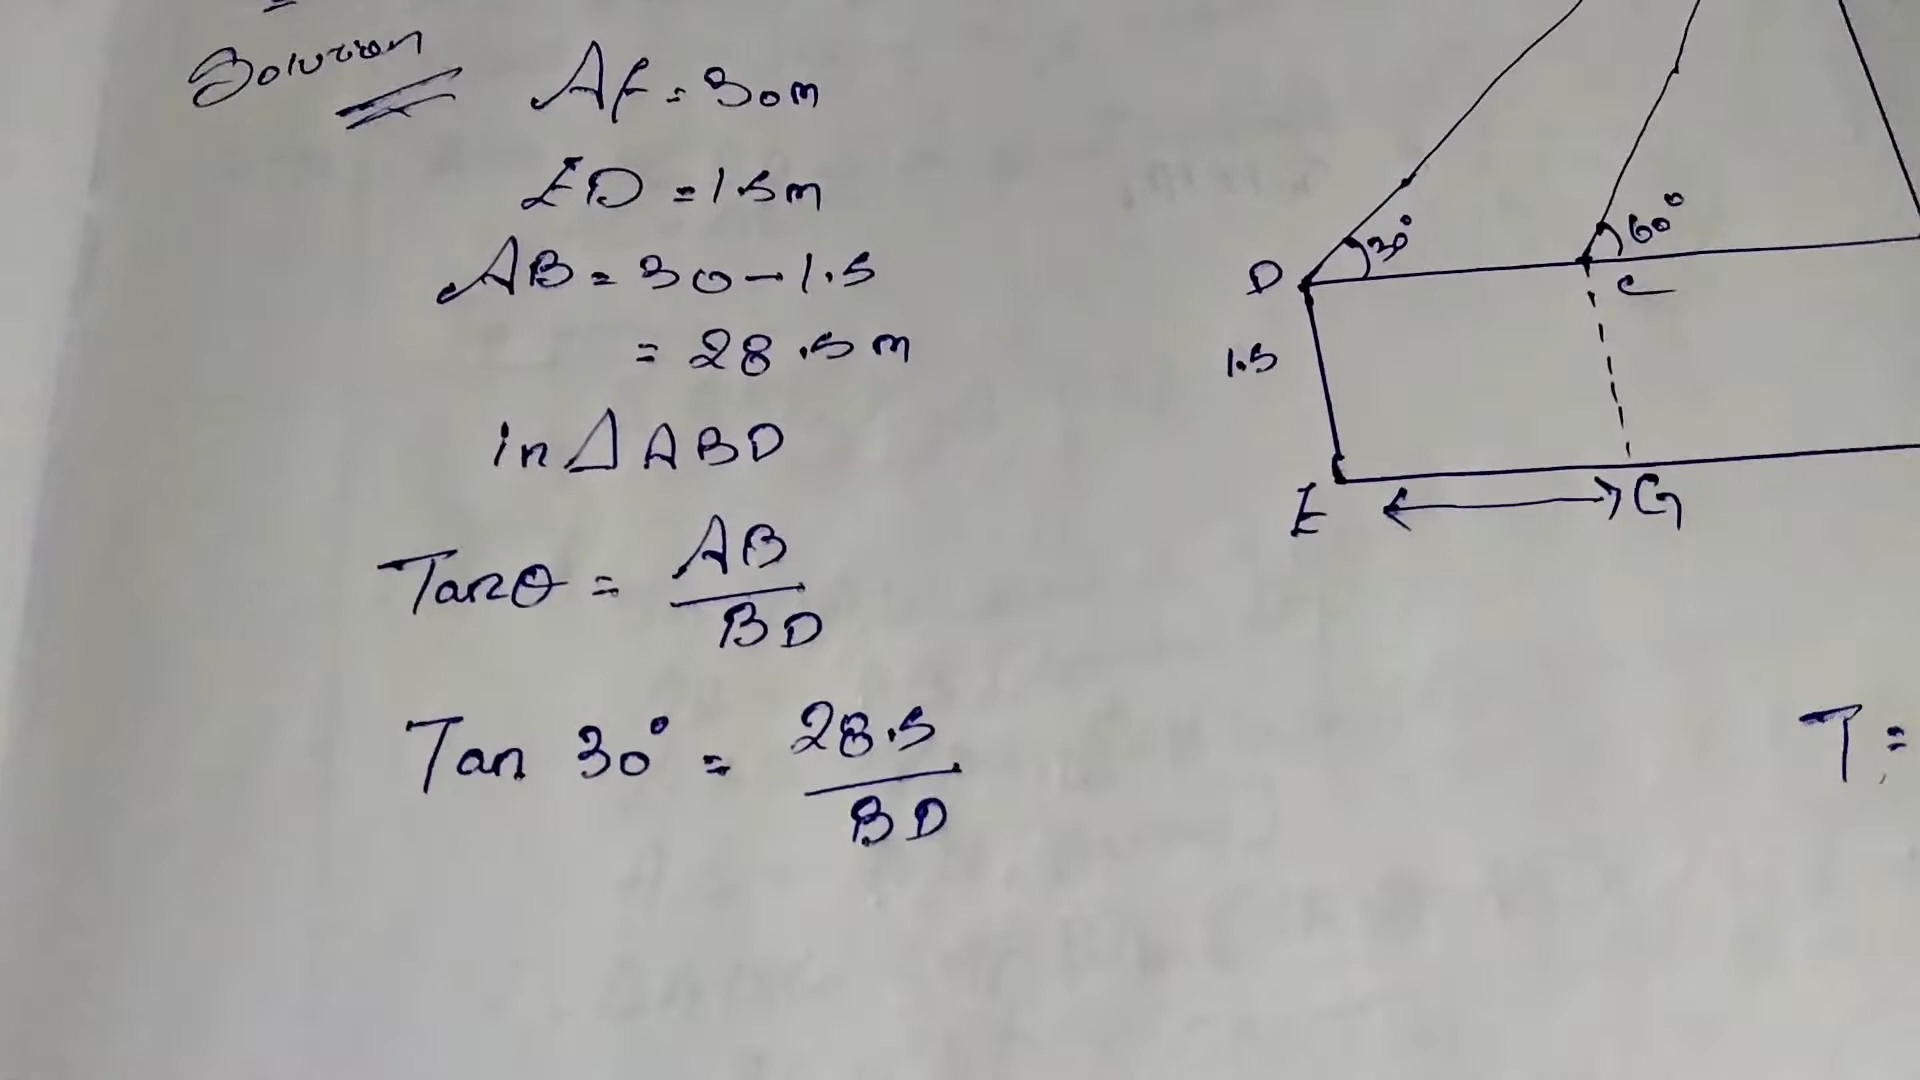 Solution
AF = 30m
ED = 1.5m
AB = 30 - 1.5
= 28.5m
in Δ ABD
Tanθ = AB
BD
Tan 30° = 28.5
BD
30°
60°
D
C
1.5
E
G
T =